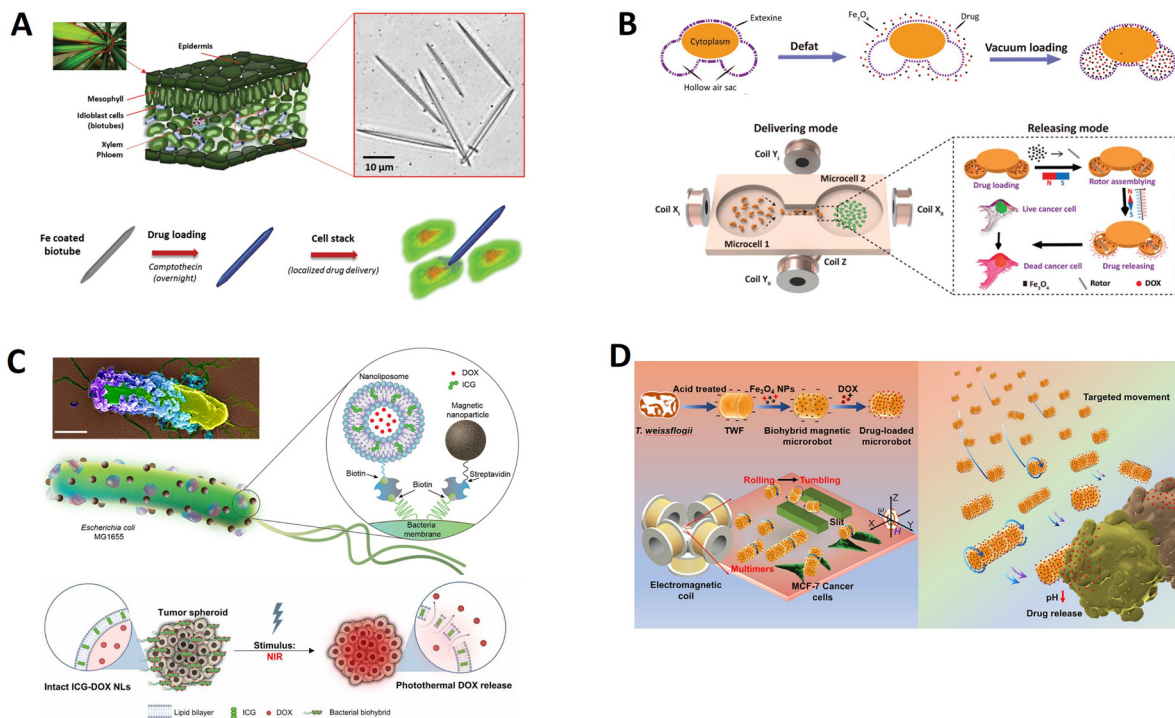 A
Epidermis
Mesophyll
Idioblast cells
(biotubes)
Xylem
Phloem
10 μm
Fe coated
biotube
Drug loading
Camptothecin
(overnight)
Cell stack
(localized drug delivery)
B
Extexine
Cytoplasm
Hollow air sac
Defat
Fe3O4
Drug
Vacuum loading
Delivering mode
Coil YI
Microcell 2
Coil XI
Coil XII
Microcell 1
Coil Z
Coil YII
Releasing mode
Drug loading
N S
Rotor assemblying
N
S
Live cancer cell
Dead cancer cell
Drug releasing
Fe3O4
Rotor
DOX
C
Nanoliposome
DOX
ICG
Magnetic
nanoparticle
Biotin
Streptavidin
Biotin
Bacteria
membrane
Escherichia coli
MG1655
Tumor spheroid
Stimulus:
NIR
Intact ICG-DOX NLs
Photothermal DOX release
Lipid bilayer
ICG
DOX
Bacterial biohybrid
D
Acid treated
Fe3O4 NPs
DOX
T. weissflogii
TWF
Biohybrid magnetic
microrobot
Drug-loaded
microrobot
Rolling
Tumbling
Slit
Z
ω
X
Y
H
Multimers
Electromagnetic
coil
MCF-7 Cancer
cells
Targeted movement
pH
Drug release